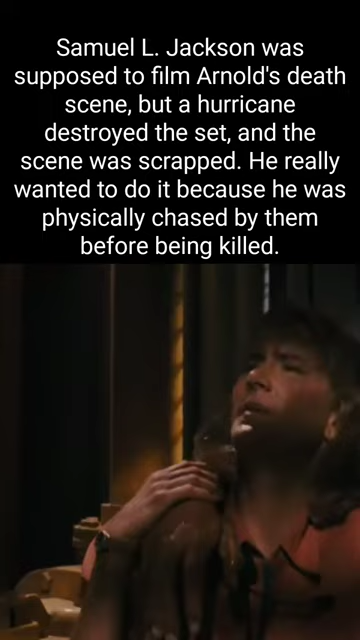 Samuel L. Jackson was
supposed to film Arnold's death
scene, but a hurricane
destroyed the set, and the
scene was scrapped. He really
wanted to do it because he was
physically chased by them
before being killed.